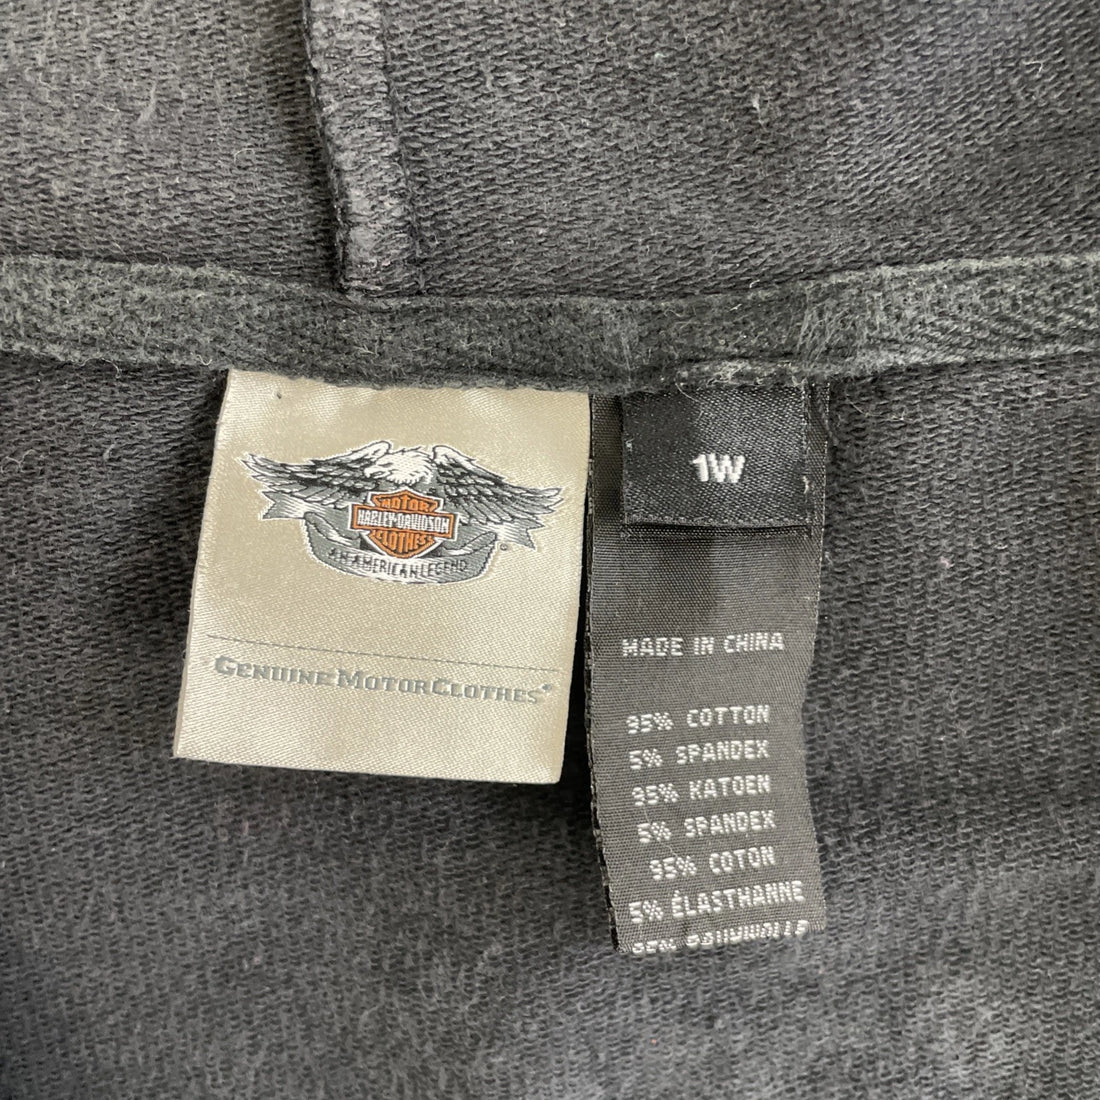 MOTOR
HARLEY-DAVIDSON
CLOTHES
AN AMERICAN LEGEND
GENUINE MOTORCLOTHES®
1W
MADE IN CHINA
95% COTTON
5% SPANDEX
95% KATOEN
5% SPANDEX
95% COTON
5% ÉLASTHANNE